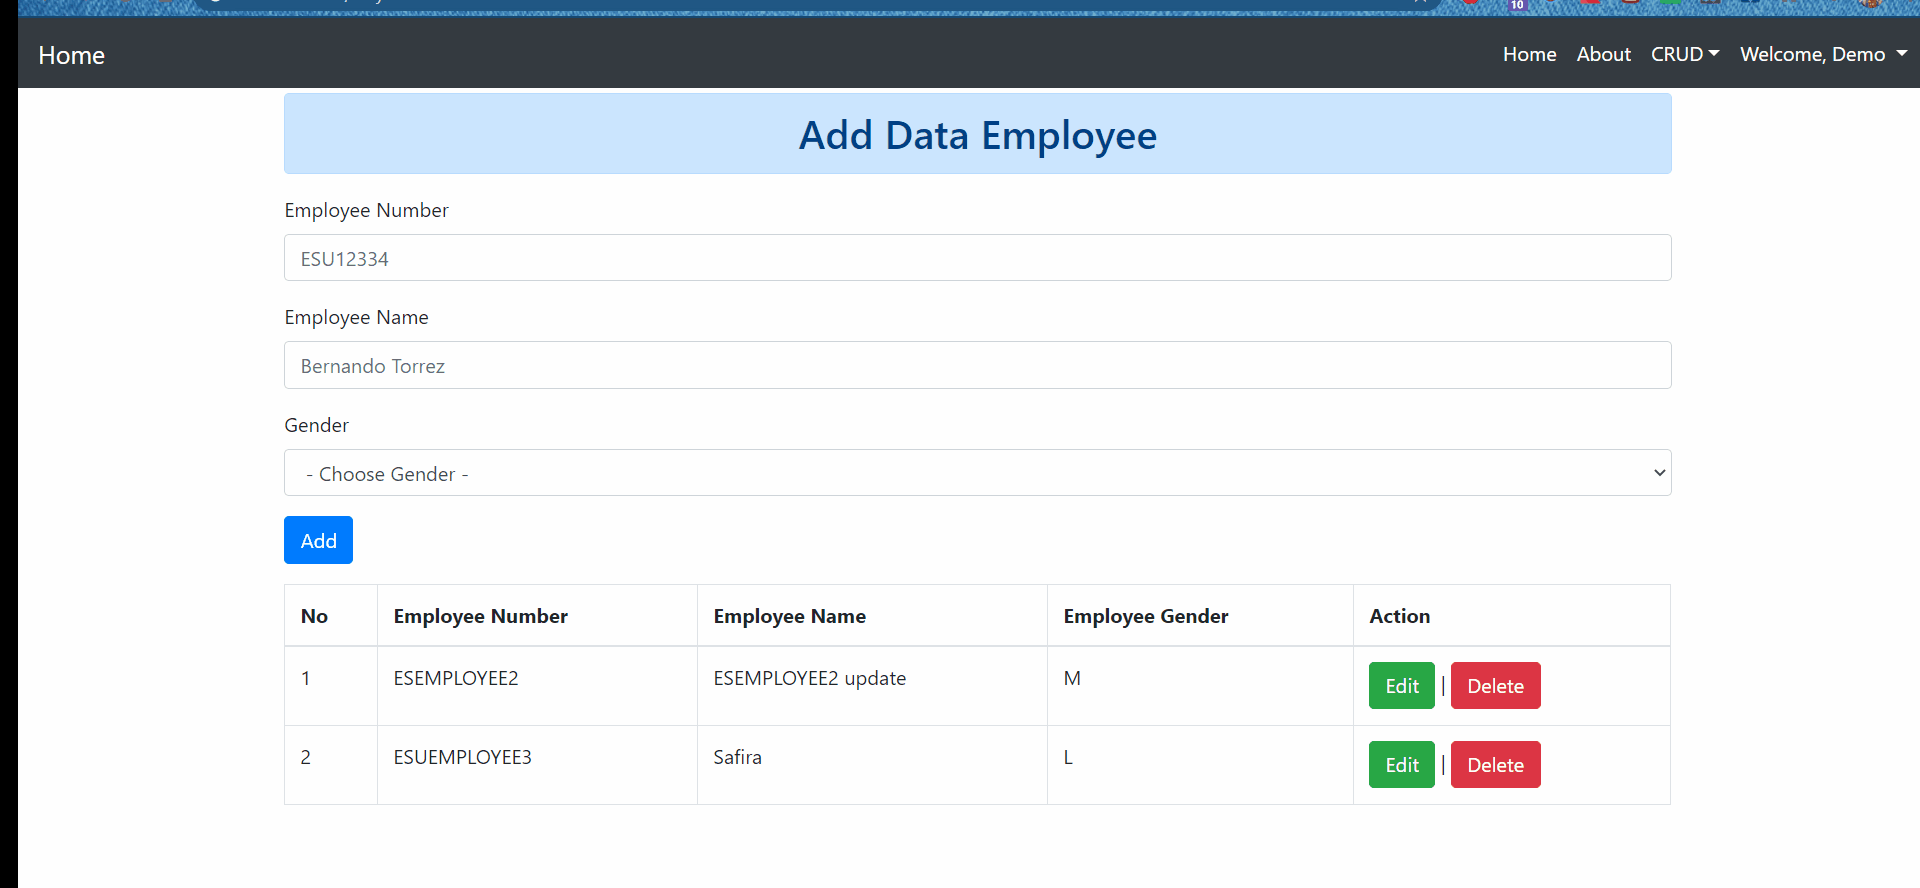 10
Home
Home About CRUD Welcome, Demo
Add Data Employee
Employee Number
ESU12334
Employee Name
Bernando Torrez
Gender
- Choose Gender -
Add
No Employee Number Employee Name Employee Gender Action
1 ESEMPLOYEE2 ESEMPLOYEE2 update M Edit | Delete
2 ESUEMPLOYEE3 Safira L Edit | Delete